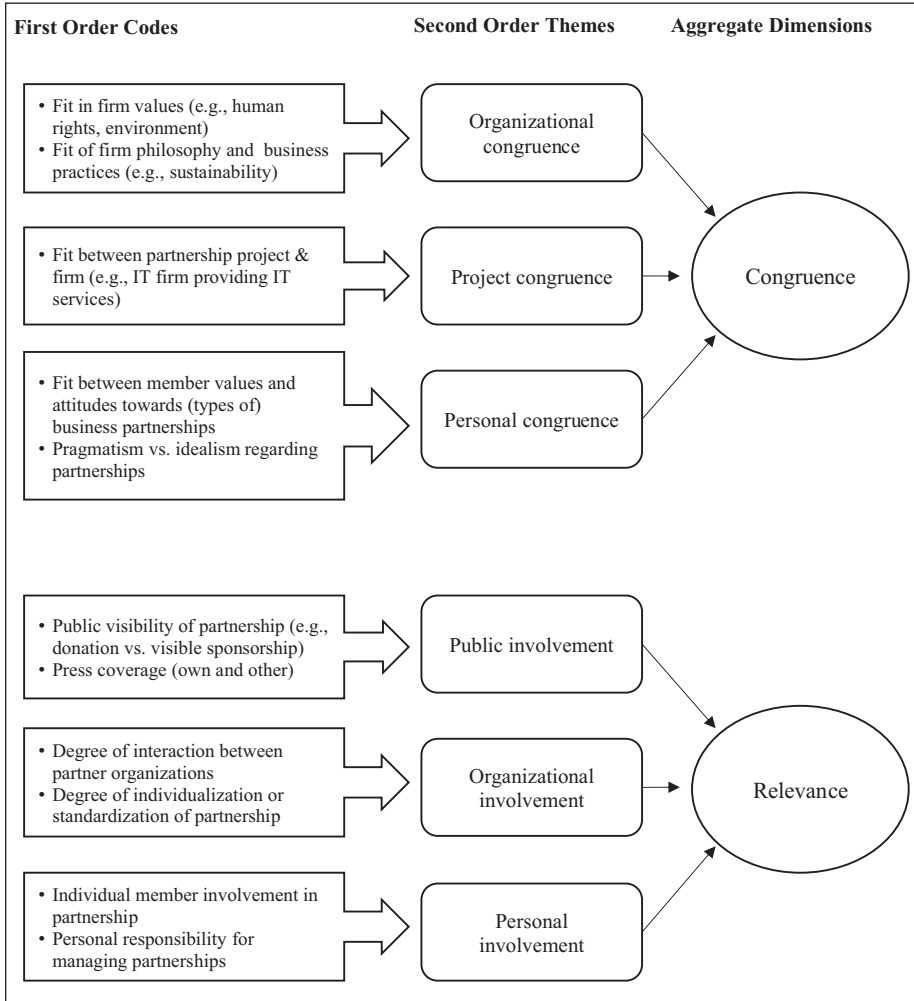 First Order Codes
Second Order Themes
Aggregate Dimensions
• Fit in firm values (e.g., human
rights, environment)
• Fit of firm philosophy and business
practices (e.g., sustainability)
Organizational
congruence
• Fit between partnership project &
firm (e.g., IT firm providing IT
services)
Project congruence
Congruence
• Fit between member values and
attitudes towards (types of)
business partnerships
• Pragmatism vs. idealism regarding
partnerships
Personal congruence
• Public visibility of partnership (e.g.,
donation vs. visible sponsorship)
• Press coverage (own and other)
Public involvement
• Degree of interaction between
partner organizations
• Degree of individualization or
standardization of partnership
Organizational
involvement
Relevance
• Individual member involvement in
partnership
• Personal responsibility for
managing partnerships
Personal
involvement